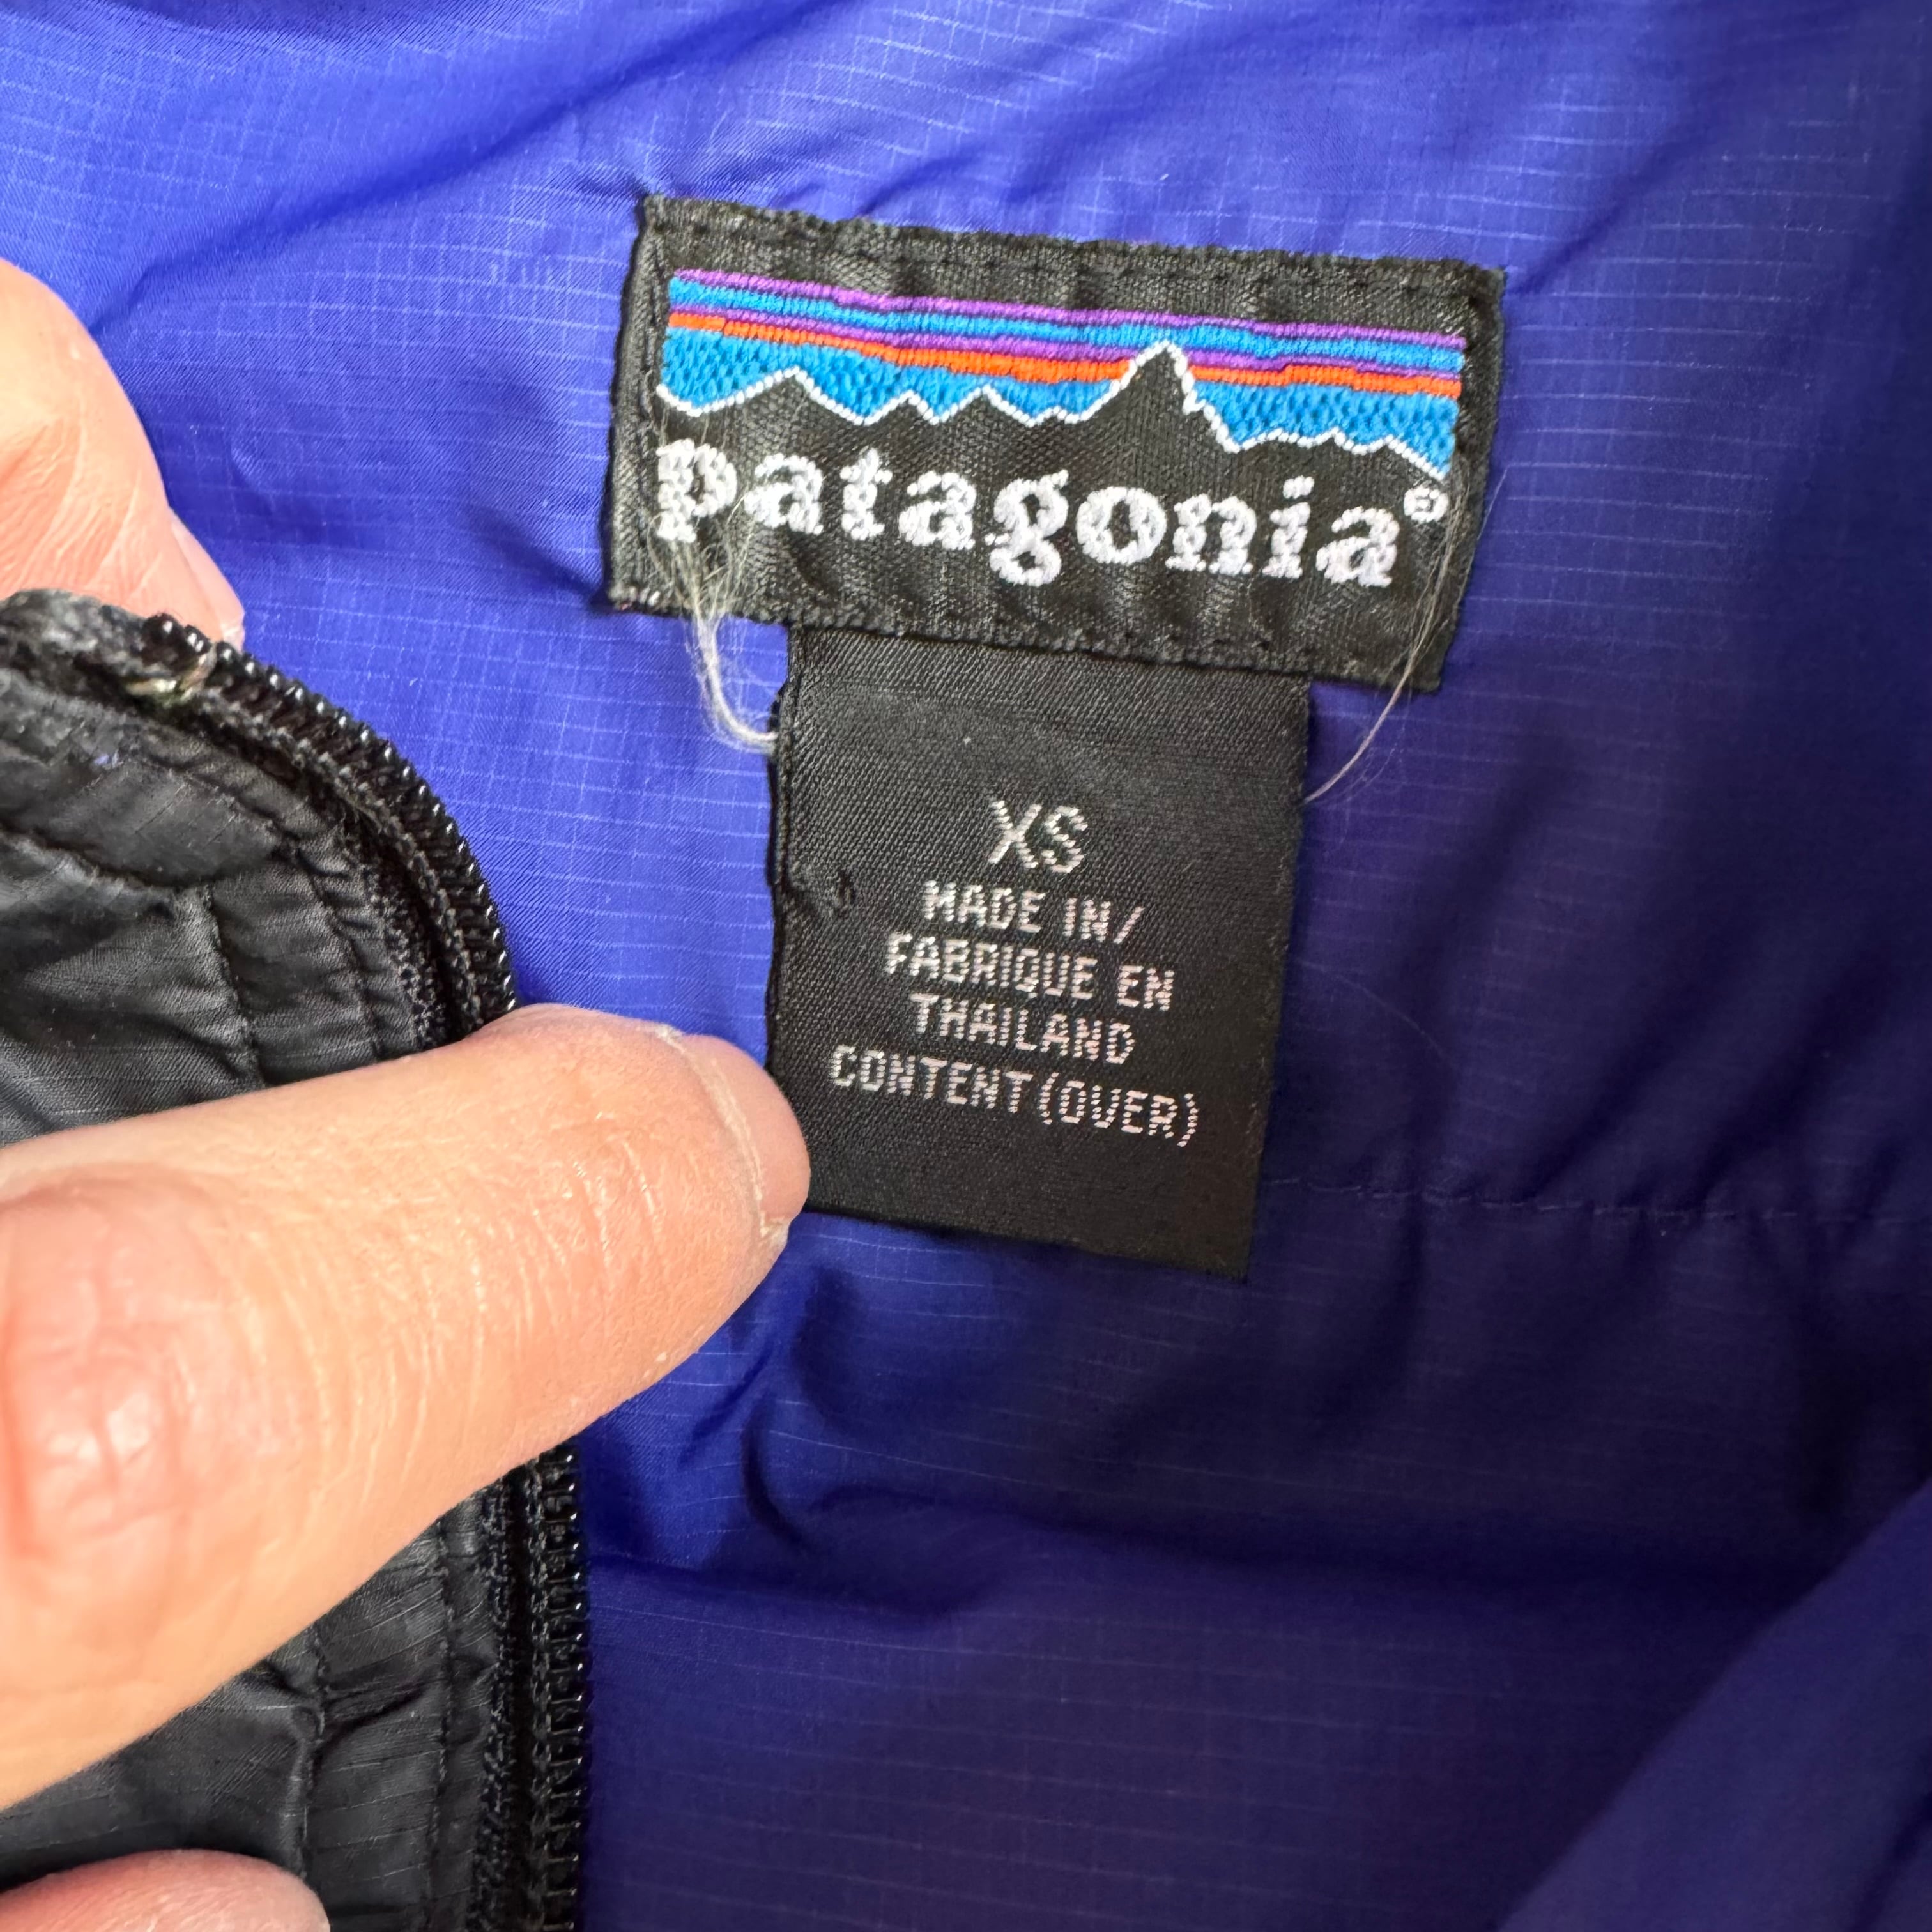 patagonia®
XS
MADE IN/
FABRIQUE EN
THAILAND
CONTENT(OVER)